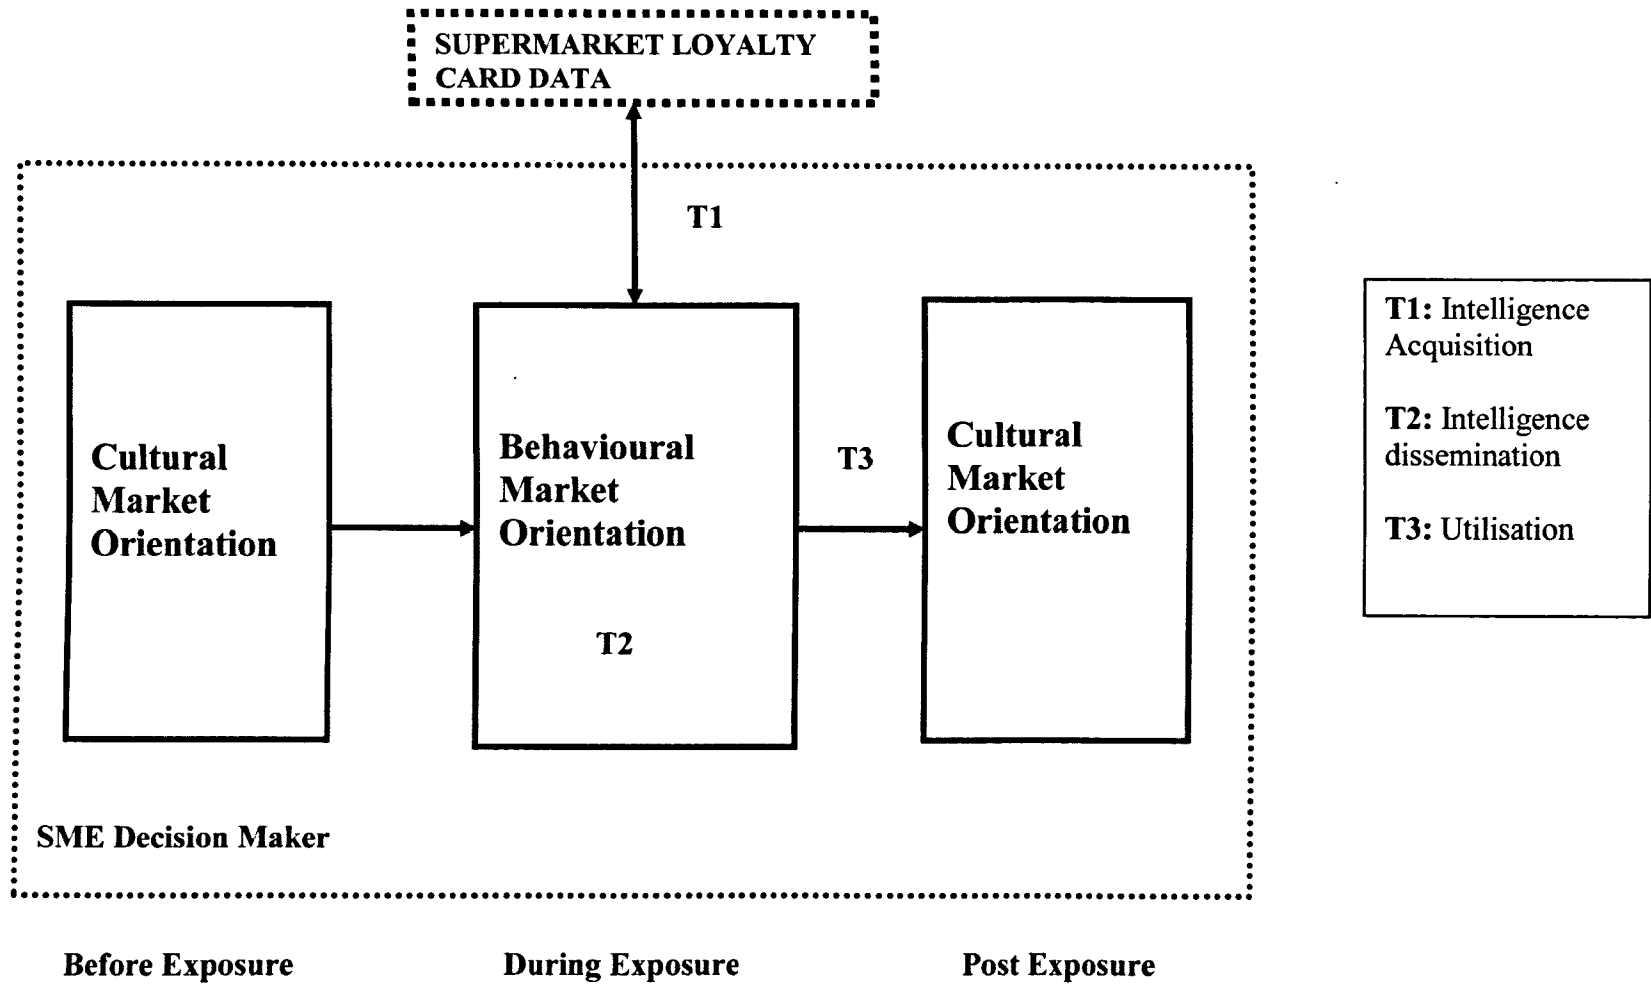 SUPERMARKET LOYALTY
CARD DATA
T1
Cultural
Market
Orientation
Behavioural
Market
Orientation
T2
T3
Cultural
Market
Orientation
SME Decision Maker
Before Exposure
During Exposure
Post Exposure
T1: Intelligence
Acquisition
T2: Intelligence
dissemination
T3: Utilisation